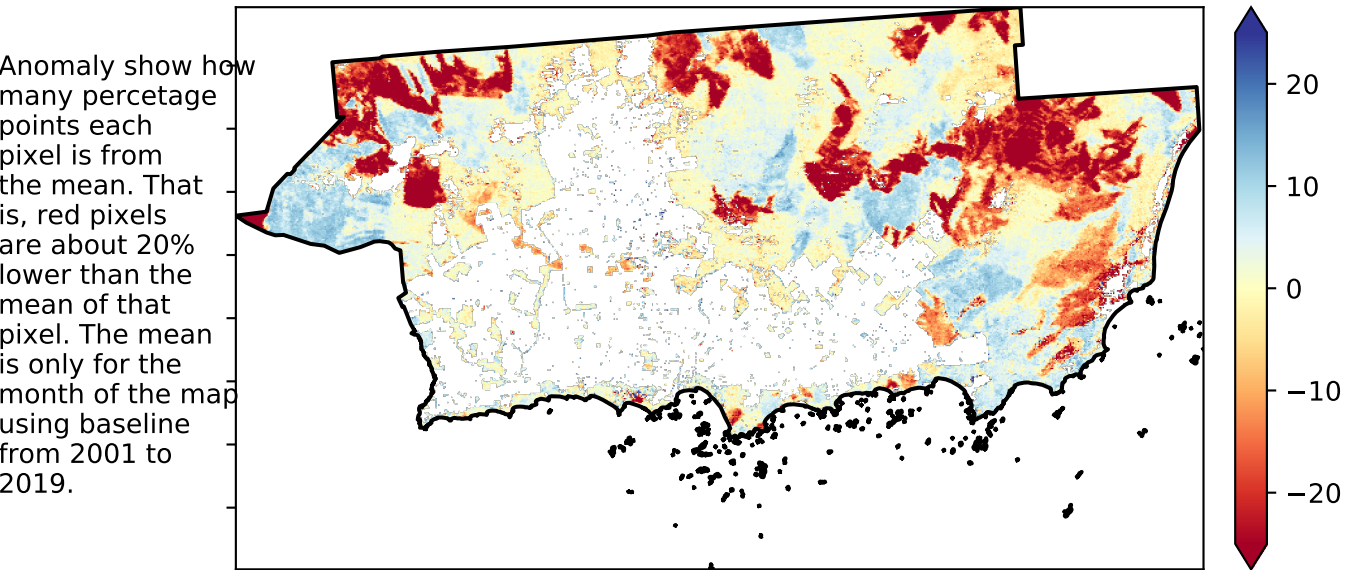 Anomaly show how
many percetage
points each
pixel is from
the mean. That
is, red pixels
are about 20%
lower than the
mean of that
pixel. The mean
is only for the
month of the map
using baseline
from 2001 to
2019.
20
10
0
−10
−20